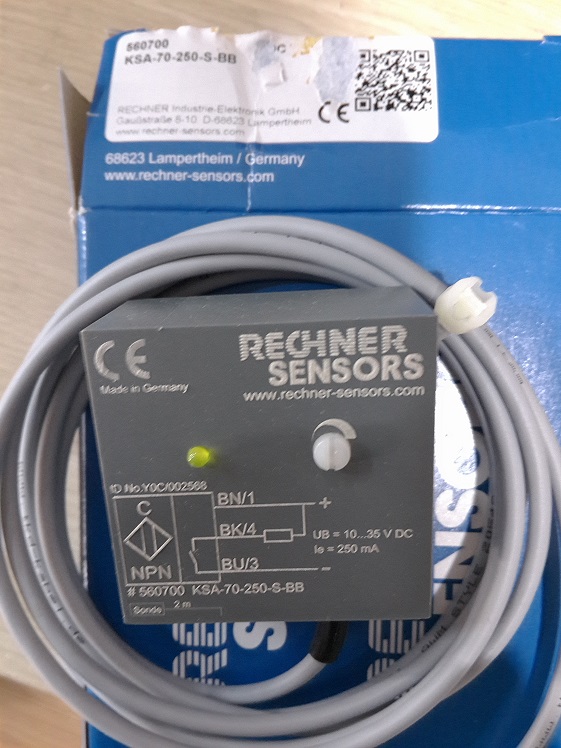 560700
KSA-70-250-S-BB
RECHNER Industrie-Elektronik GmbH
Gaußstraße 8-10 D-68623 Lampertheim
www.rechner-sensors.com
CE
68623 Lampertheim / Germany
www.rechner-sensors.com
CE
Made in Germany
RECHNER
SENSORS
www.rechner-sensors.com
ID No.Y0C/002568
C
NPN
BN/1
+
BK/4
UB = 10...35 V DC
Ie = 250 mA
BU/3
−
# 560700 KSA-70-250-S-BB
Sonde 2 m
STYLE